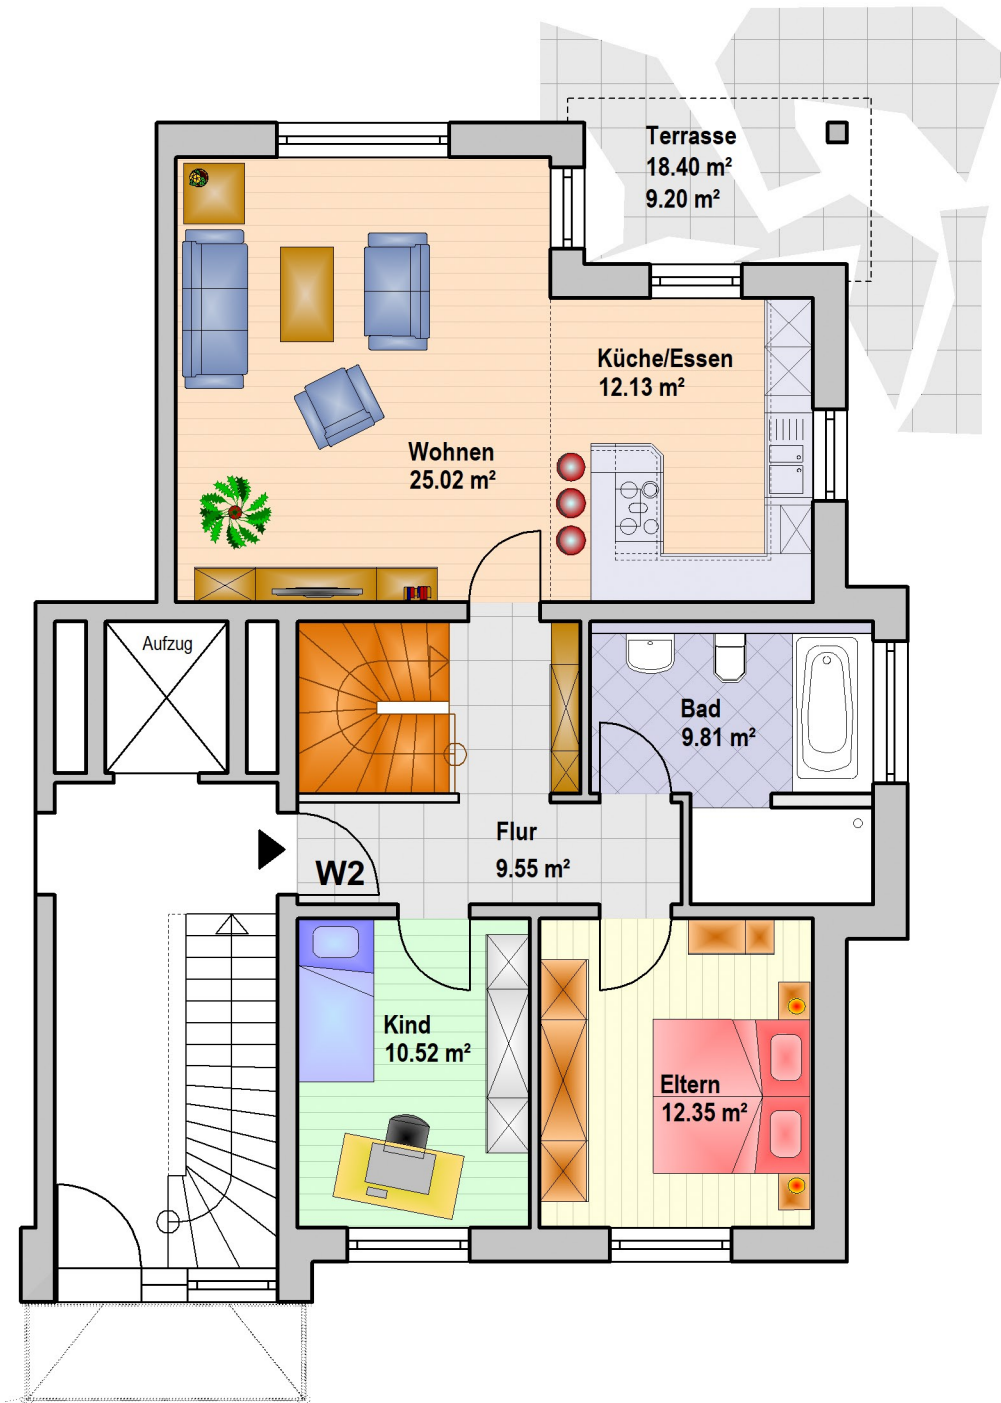 Terrasse
18.40 m²
9.20 m²
Küche/Essen
12.13 m²
Wohnen
25.02 m²
Aufzug
Bad
9.81 m²
Flur
9.55 m²
W2
Kind
10.52 m²
Eltern
12.35 m²